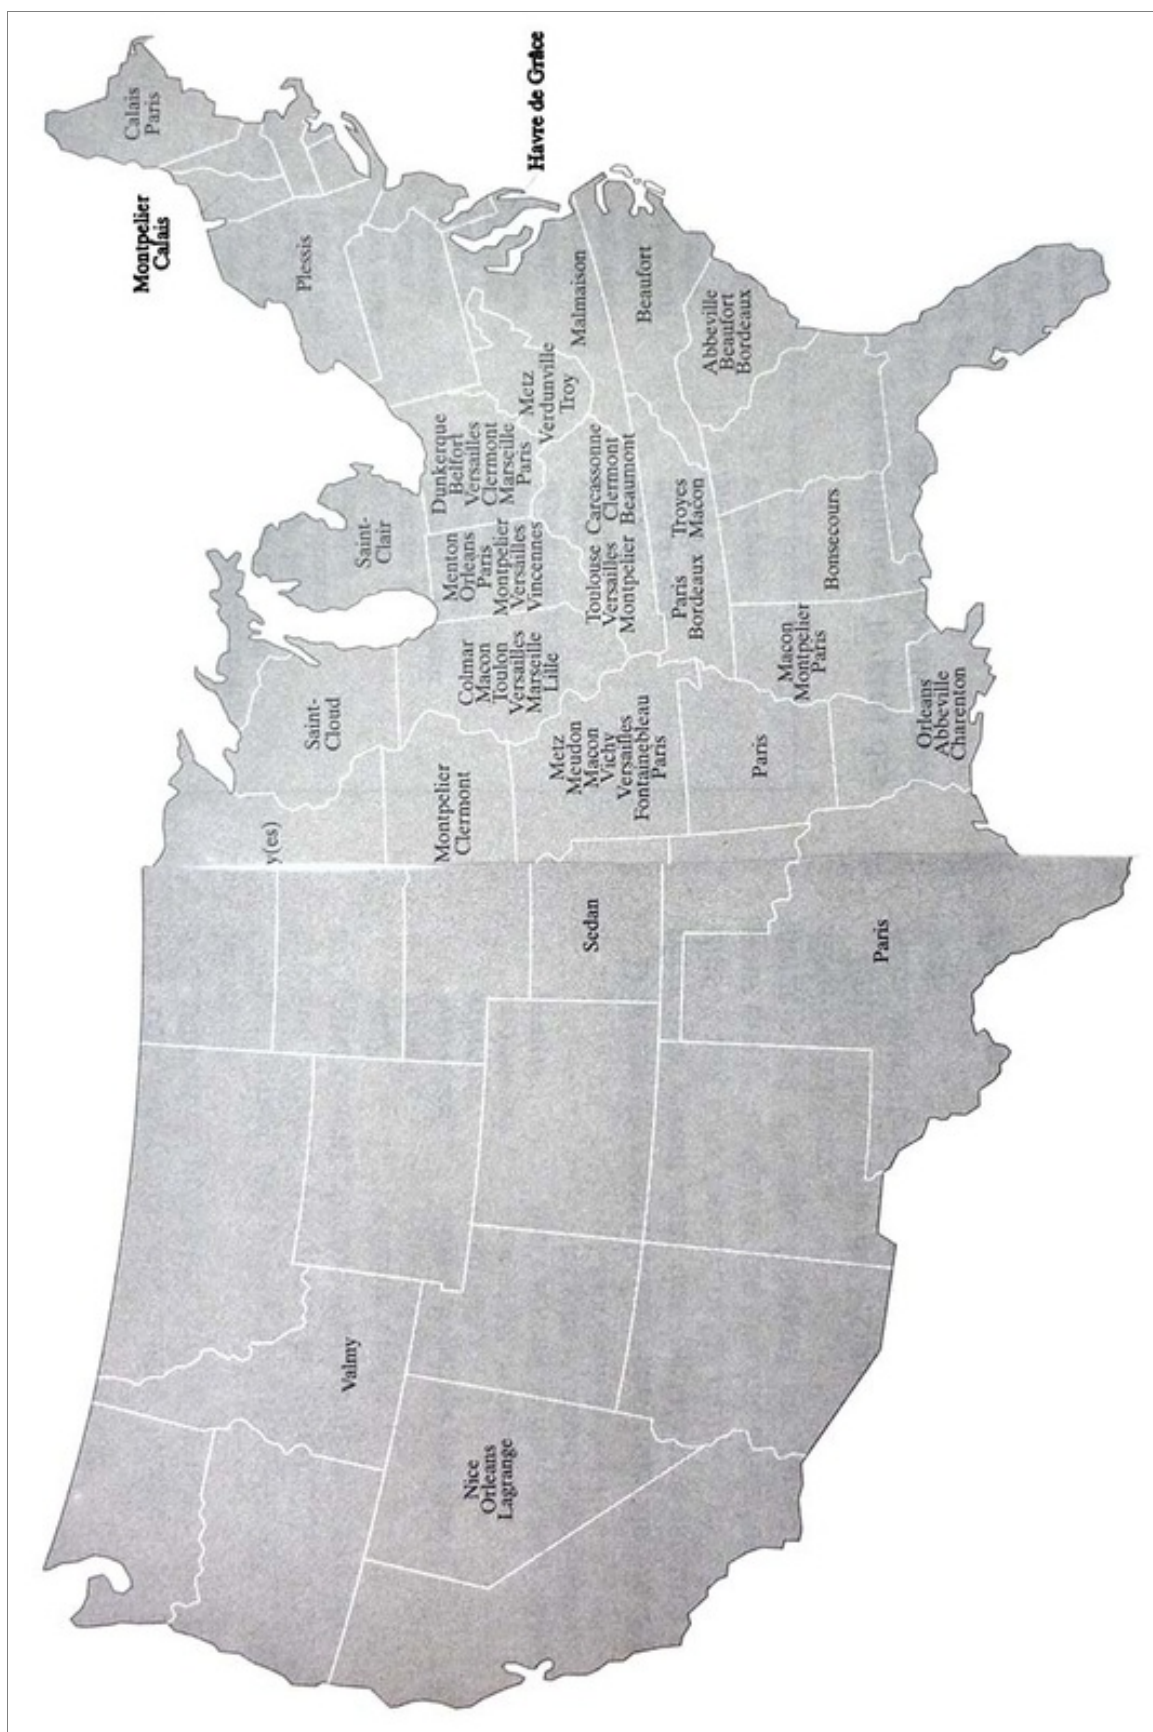 Calais
Paris
Montpelier
Calais
Plessis
Havre de Grâce
Malmaison
Beaufort
Abbeville
Beaufort
Bordeaux
Metz
Verdunville
Troy
Dunkerque
Belfort
Versailles
Clermont
Marseille
Paris
Saint-
Clair
Menton
Orleans
Paris
Montpelier
Versailles
Vincennes
Carcassonne
Clermont
Beaumont
Toulouse
Versailles
Montpelier
Troyes
Macon
Paris
Bordeaux
Bonsecours
Macon
Montpelier
Paris
Colmar
Macon
Toulon
Versailles
Marseille
Lille
Saint-
Cloud
y(es)
Montpelier
Clermont
Metz
Meudon
Macon
Vichy
Versailles
Fontainebleau
Paris
Paris
Orleans
Abbeville
Charenton
Sedan
Paris
Valmy
Nice
Orleans
Lagrange